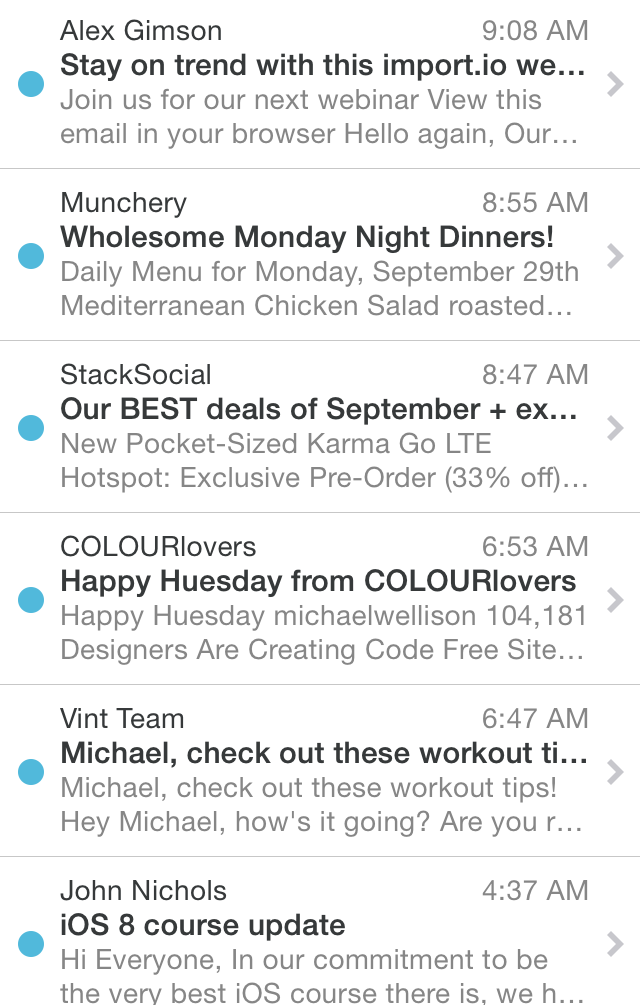 Alex Gimson 9:08 AM
Stay on trend with this import.io we...
Join us for our next webinar View this
email in your browser Hello again, Our...
Munchery 8:55 AM
Wholesome Monday Night Dinners!
Daily Menu for Monday, September 29th
Mediterranean Chicken Salad roasted...
StackSocial 8:47 AM
Our BEST deals of September + ex...
New Pocket-Sized Karma Go LTE
Hotspot: Exclusive Pre-Order (33% off)...
COLOURlovers 6:53 AM
Happy Huesday from COLOURlovers
Happy Huesday michaelwellison 104,181
Designers Are Creating Code Free Site...
Vint Team 6:47 AM
Michael, check out these workout ti...
Michael, check out these workout tips!
Hey Michael, how's it going? Are you r...
John Nichols 4:37 AM
iOS 8 course update
Hi Everyone, In our commitment to be
the very best iOS course there is, we h...